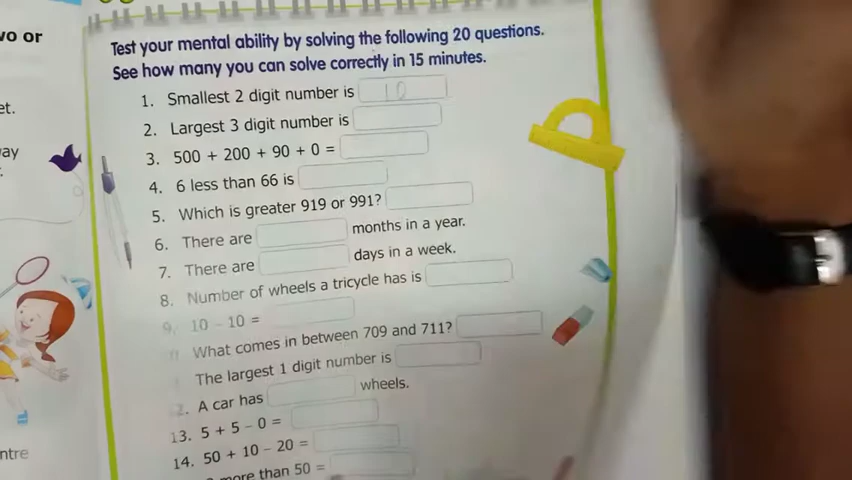 vo or
et.
ay
ntre
Test your mental ability by solving the following 20 questions.
See how many you can solve correctly in 15 minutes.
1. Smallest 2 digit number is 10
2. Largest 3 digit number is
3. 500 + 200 + 90 + 0 =
4. 6 less than 66 is
5. Which is greater 919 or 991?
6. There are months in a year.
7. There are days in a week.
8. Number of wheels a tricycle has is
9. 10 - 10 =
What comes in between 709 and 711?
The largest 1 digit number is
2. A car has wheels.
13. 5 + 5 - 0 =
14. 50 + 10 - 20 =
more than 50 =